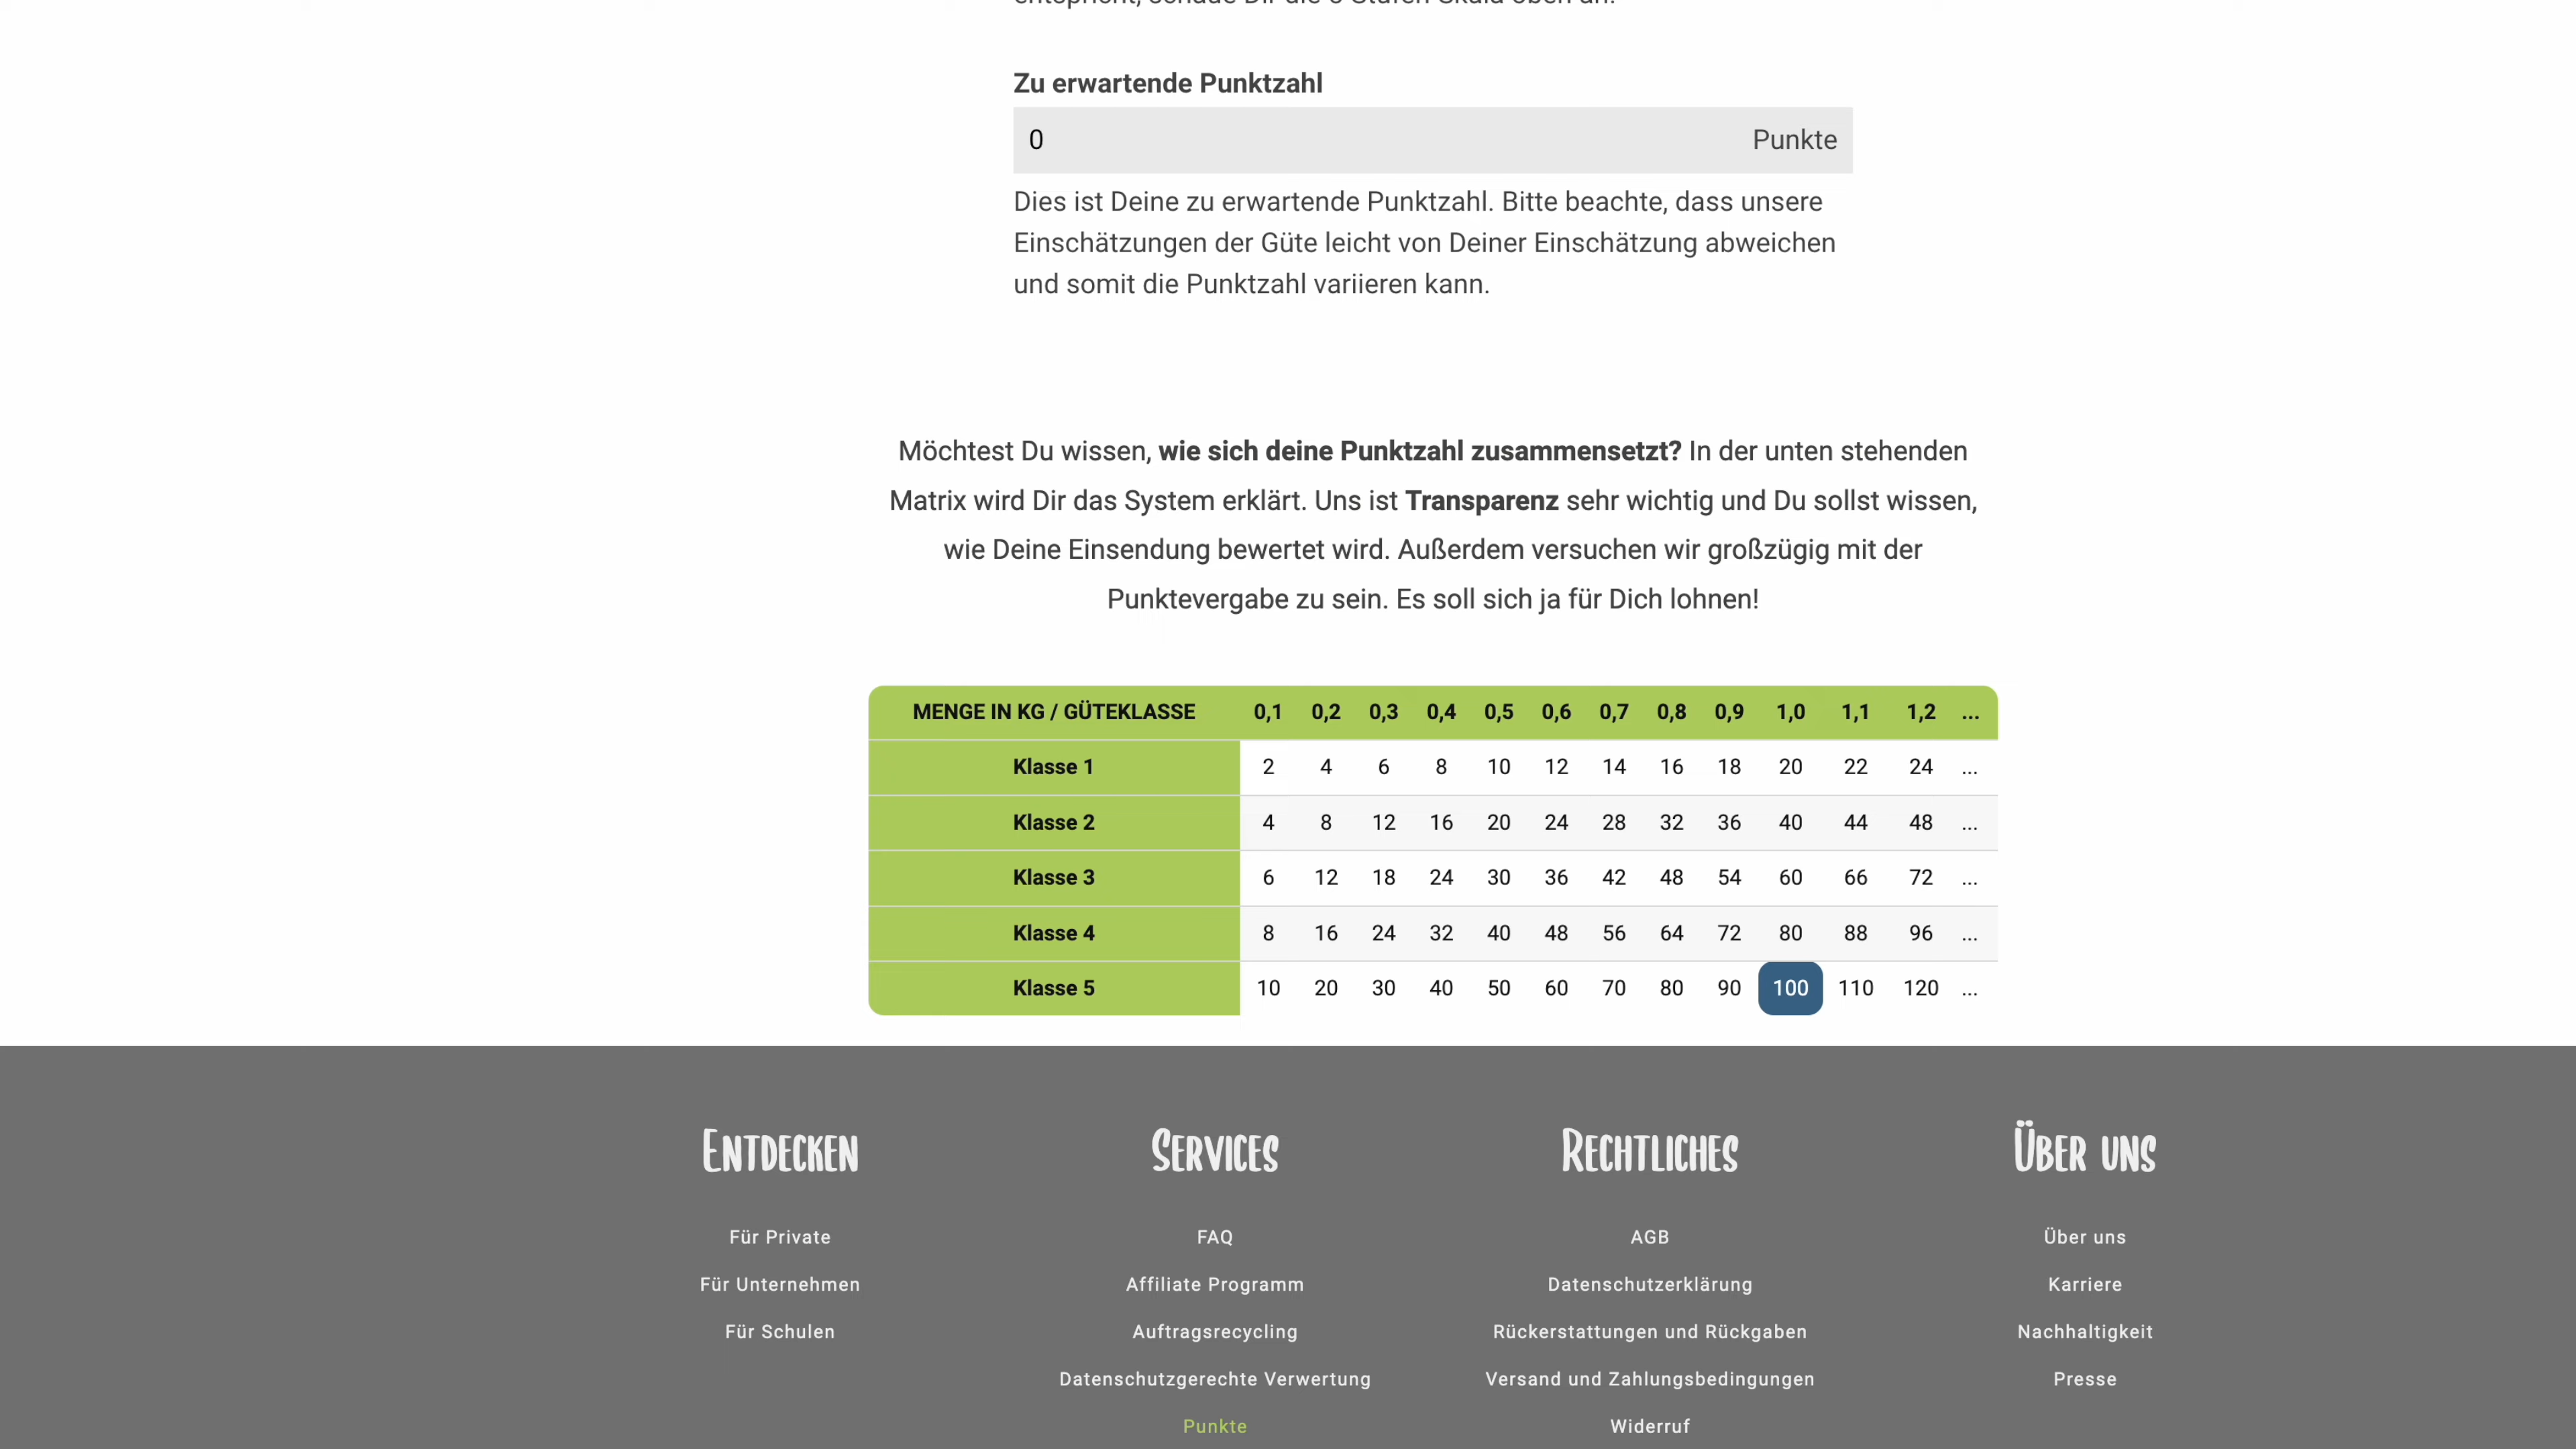 entspricht, schaue Dir die 5 Stufen Skala oben an!
Zu erwartende Punktzahl
0 Punkte
Dies ist Deine zu erwartende Punktzahl. Bitte beachte, dass unsere
Einschätzungen der Güte leicht von Deiner Einschätzung abweichen
und somit die Punktzahl variieren kann.
Möchtest Du wissen, wie sich deine Punktzahl zusammensetzt? In der unten stehenden
Matrix wird Dir das System erklärt. Uns ist Transparenz sehr wichtig und Du sollst wissen,
wie Deine Einsendung bewertet wird. Außerdem versuchen wir großzügig mit der
Punktevergabe zu sein. Es soll sich ja für Dich lohnen!
MENGE IN KG / GÜTEKLASSE 0,1 0,2 0,3 0,4 0,5 0,6 0,7 0,8 0,9 1,0 1,1 1,2 ...
Klasse 1 2 4 6 8 10 12 14 16 18 20 22 24 ...
Klasse 2 4 8 12 16 20 24 28 32 36 40 44 48 ...
Klasse 3 6 12 18 24 30 36 42 48 54 60 66 72 ...
Klasse 4 8 16 24 32 40 48 56 64 72 80 88 96 ...
Klasse 5 10 20 30 40 50 60 70 80 90 100 110 120 ...
Entdecken
Für Private
Für Unternehmen
Für Schulen
Services
FAQ
Affiliate Programm
Auftragsrecycling
Datenschutzgerechte Verwertung
Punkte
Rechtliches
AGB
Datenschutzerklärung
Rückerstattungen und Rückgaben
Versand und Zahlungsbedingungen
Widerruf
Über uns
Über uns
Karriere
Nachhaltigkeit
Presse